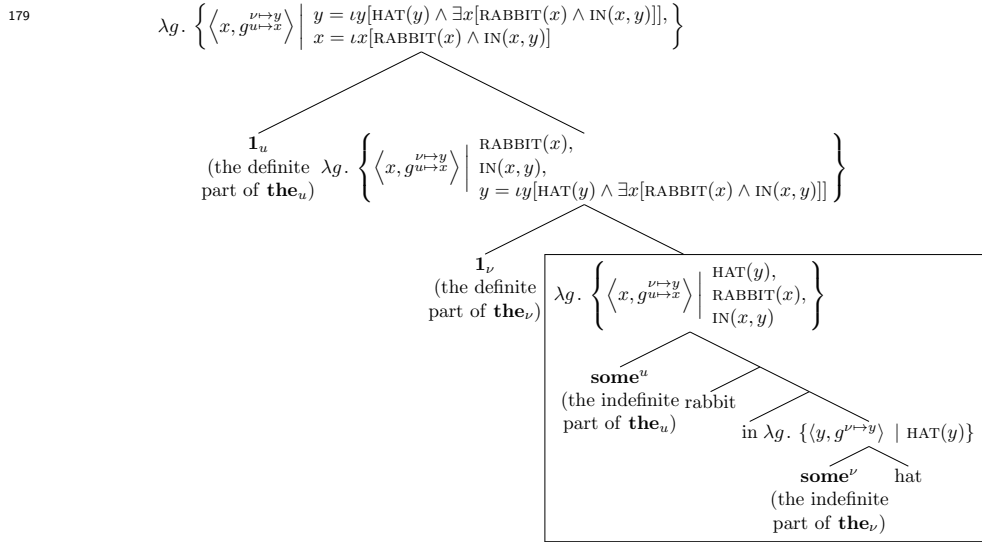 179
λg. {⟨x, g^{ν↦y}_{u↦x}⟩ | y = ιy[HAT(y) ∧ ∃x[RABBIT(x) ∧ IN(x, y)]],
x = ιx[RABBIT(x) ∧ IN(x, y)]}
1_u
(the definite
part of the_u)
λg. {⟨x, g^{ν↦y}_{u↦x}⟩ | RABBIT(x),
IN(x, y),
y = ιy[HAT(y) ∧ ∃x[RABBIT(x) ∧ IN(x, y)]]}
1_ν
(the definite
part of the_ν)
λg. {⟨x, g^{ν↦y}_{u↦x}⟩ | HAT(y),
RABBIT(x),
IN(x, y)}
some^u
(the indefinite
part of the_u)
rabbit
in λg. {⟨y, g^{ν↦y}⟩ | HAT(y)}
some^ν
(the indefinite
part of the_ν)
hat